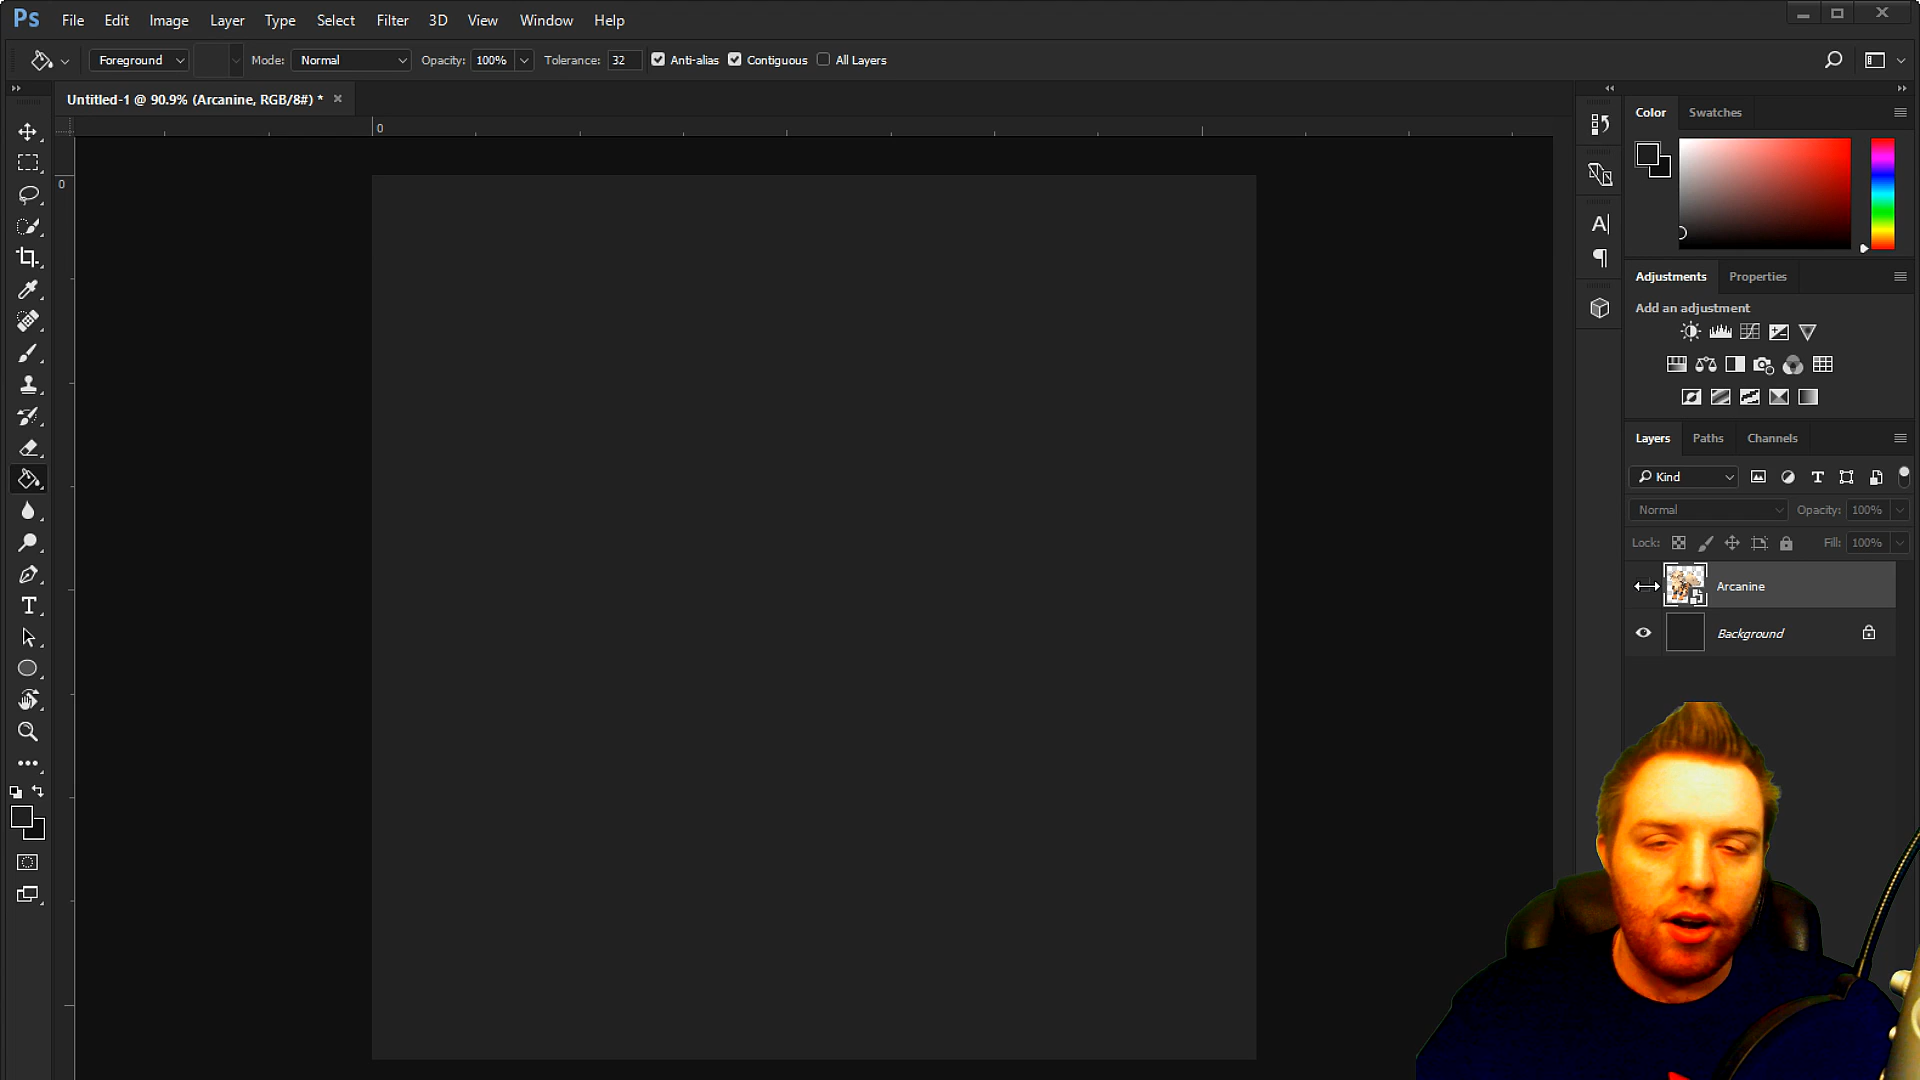 Ps File Edit Image Layer Type Select Filter 3D View Window Help
Foreground Mode: Normal Opacity: 100% Tolerance: 32 Anti-alias Contiguous All Layers
Untitled-1 @ 90.9% (Arcanine, RGB/8#) *
0
0
Color Swatches
Adjustments Properties
Add an adjustment
Layers Paths Channels
Kind
Normal Opacity: 100%
Lock: Fill: 100%
Arcanine
Background